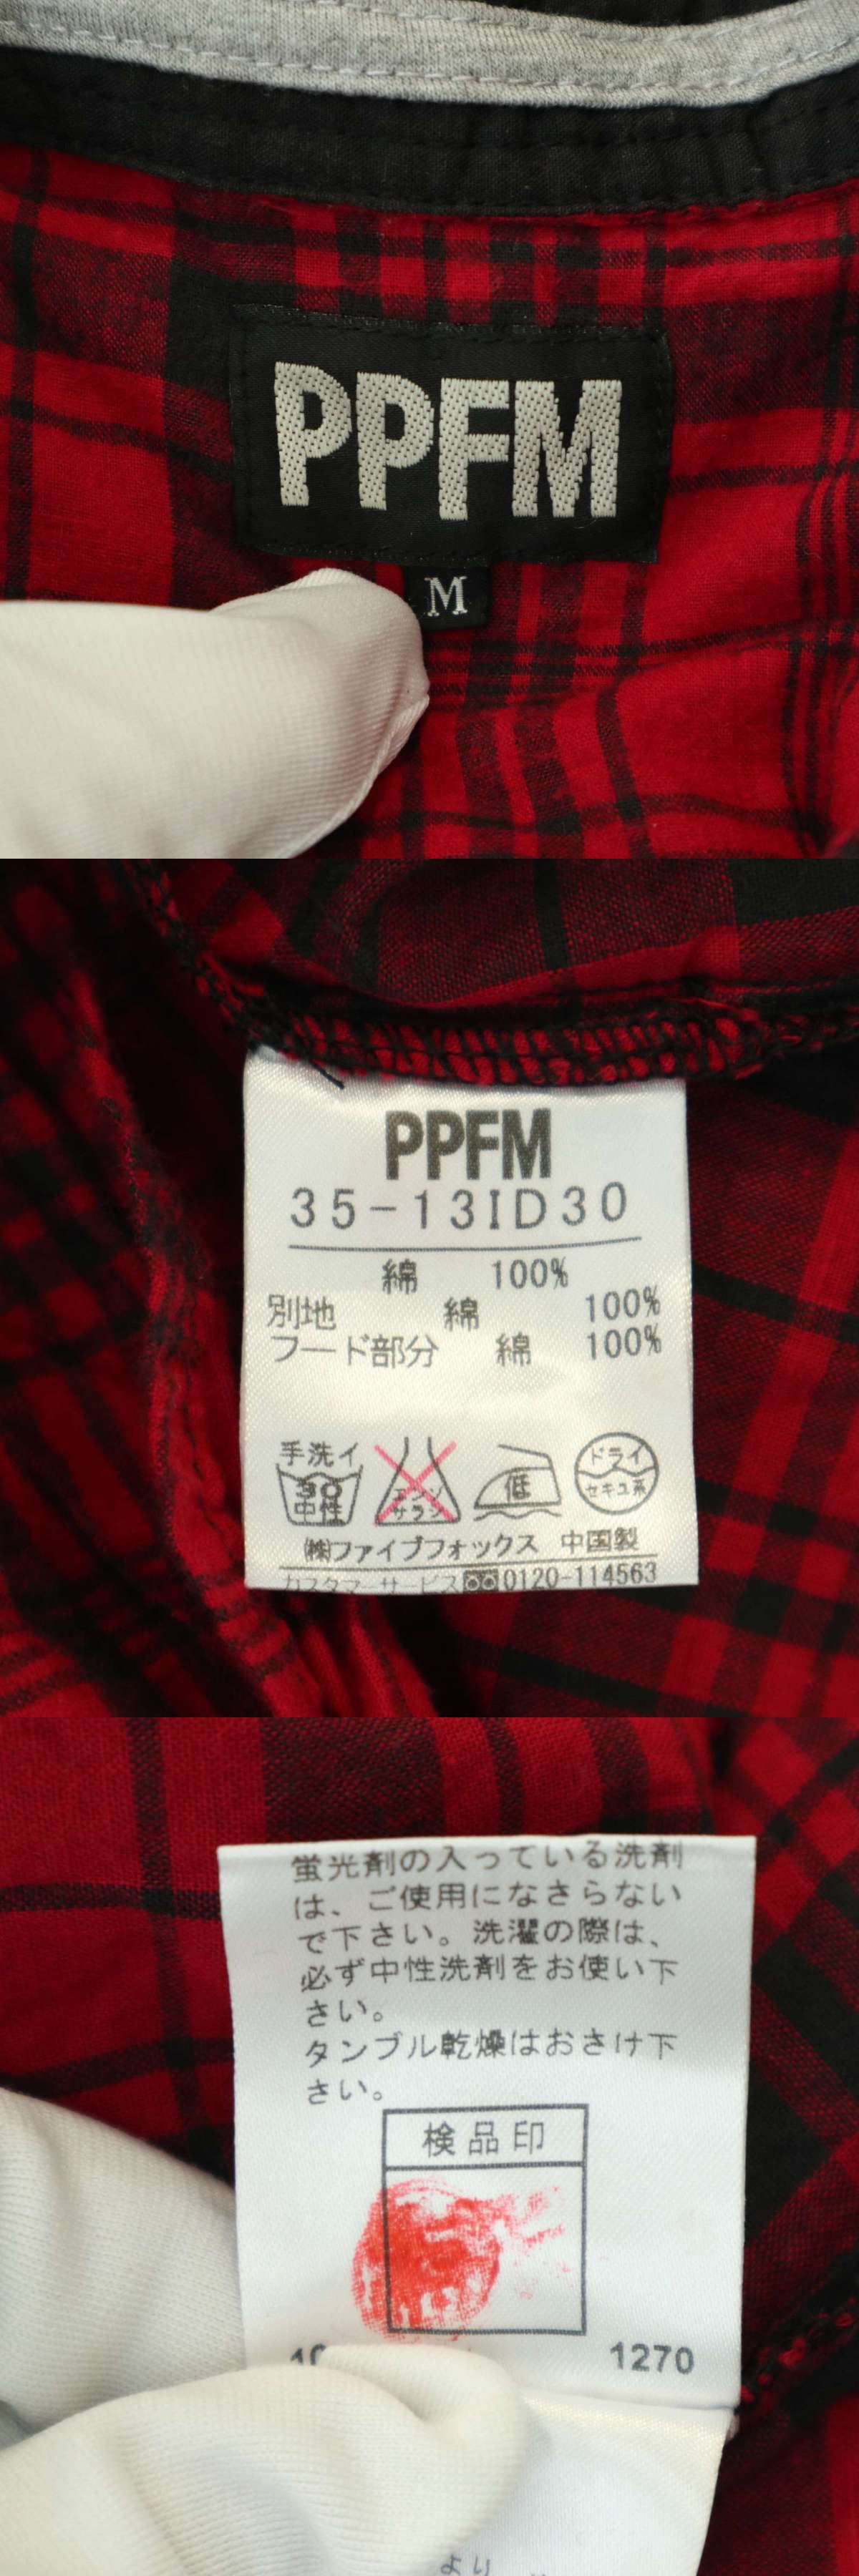 PPFM
M
PPFM
35-13ID30
綿 100%
別地 綿 100%
フード部分 綿 100%
手洗イ
30
中性
エンソ
サラシ
低
ドライ
セキユ系
㈱ファイブフォックス 中国製
カスタマーサービス 0120-114563
蛍光剤の入っている洗剤
は、ご使用になさらない
で下さい。洗濯の際は、
必ず中性洗剤をお使い下
さい。
タンブル乾燥はおさけ下
さい。
検品印
1270
より